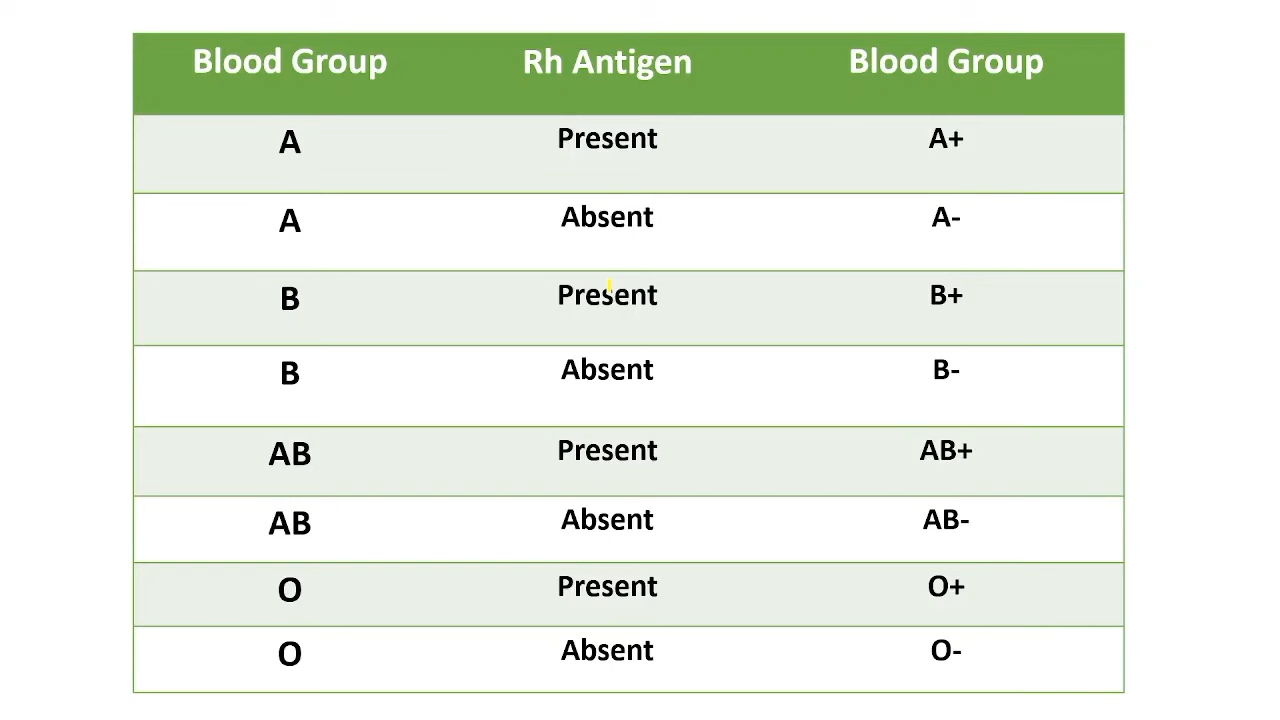 Blood Group Rh Antigen Blood Group
A Present A+
A Absent A-
B Present B+
B Absent B-
AB Present AB+
AB Absent AB-
O Present O+
O Absent O-